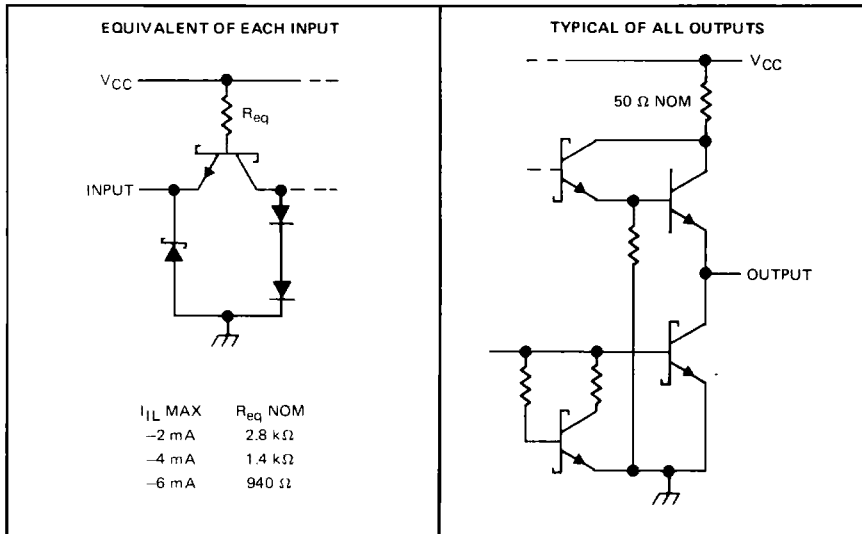 EQUIVALENT OF EACH INPUT
VCC
Req
INPUT
IIL MAX Req NOM
–2 mA 2.8 kΩ
–4 mA 1.4 kΩ
–6 mA 940 Ω
TYPICAL OF ALL OUTPUTS
VCC
50 Ω NOM
OUTPUT